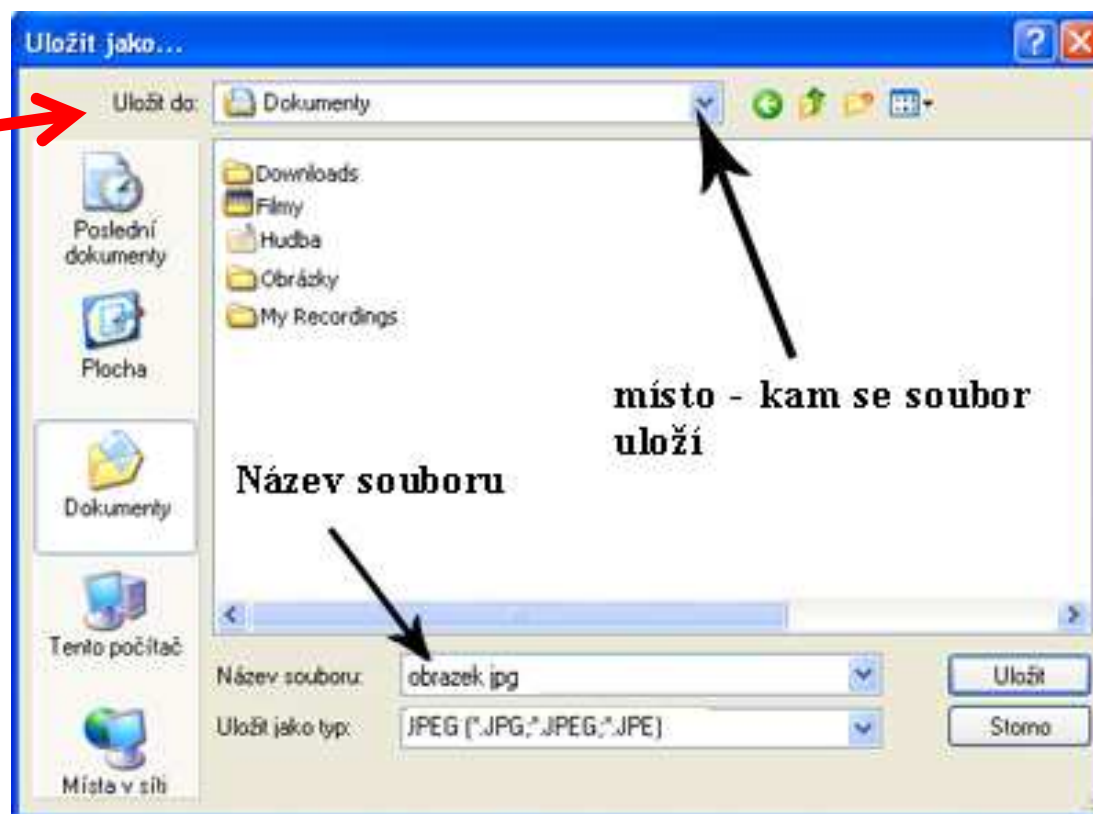 Uložit jako...
Uložit do:
Dokumenty
Downloads
Filmy
Hudba
Obrázky
My Recordings
Poslední
dokumenty
Plocha
Dokumenty
Tento počítač
Místa v síti
místo - kam se soubor
uloží
Název souboru
Název souboru:
obrazek jpg
Uložit
Uložit jako typ:
JPEG (*.JPG;*.JPEG;*.JPE)
Storno